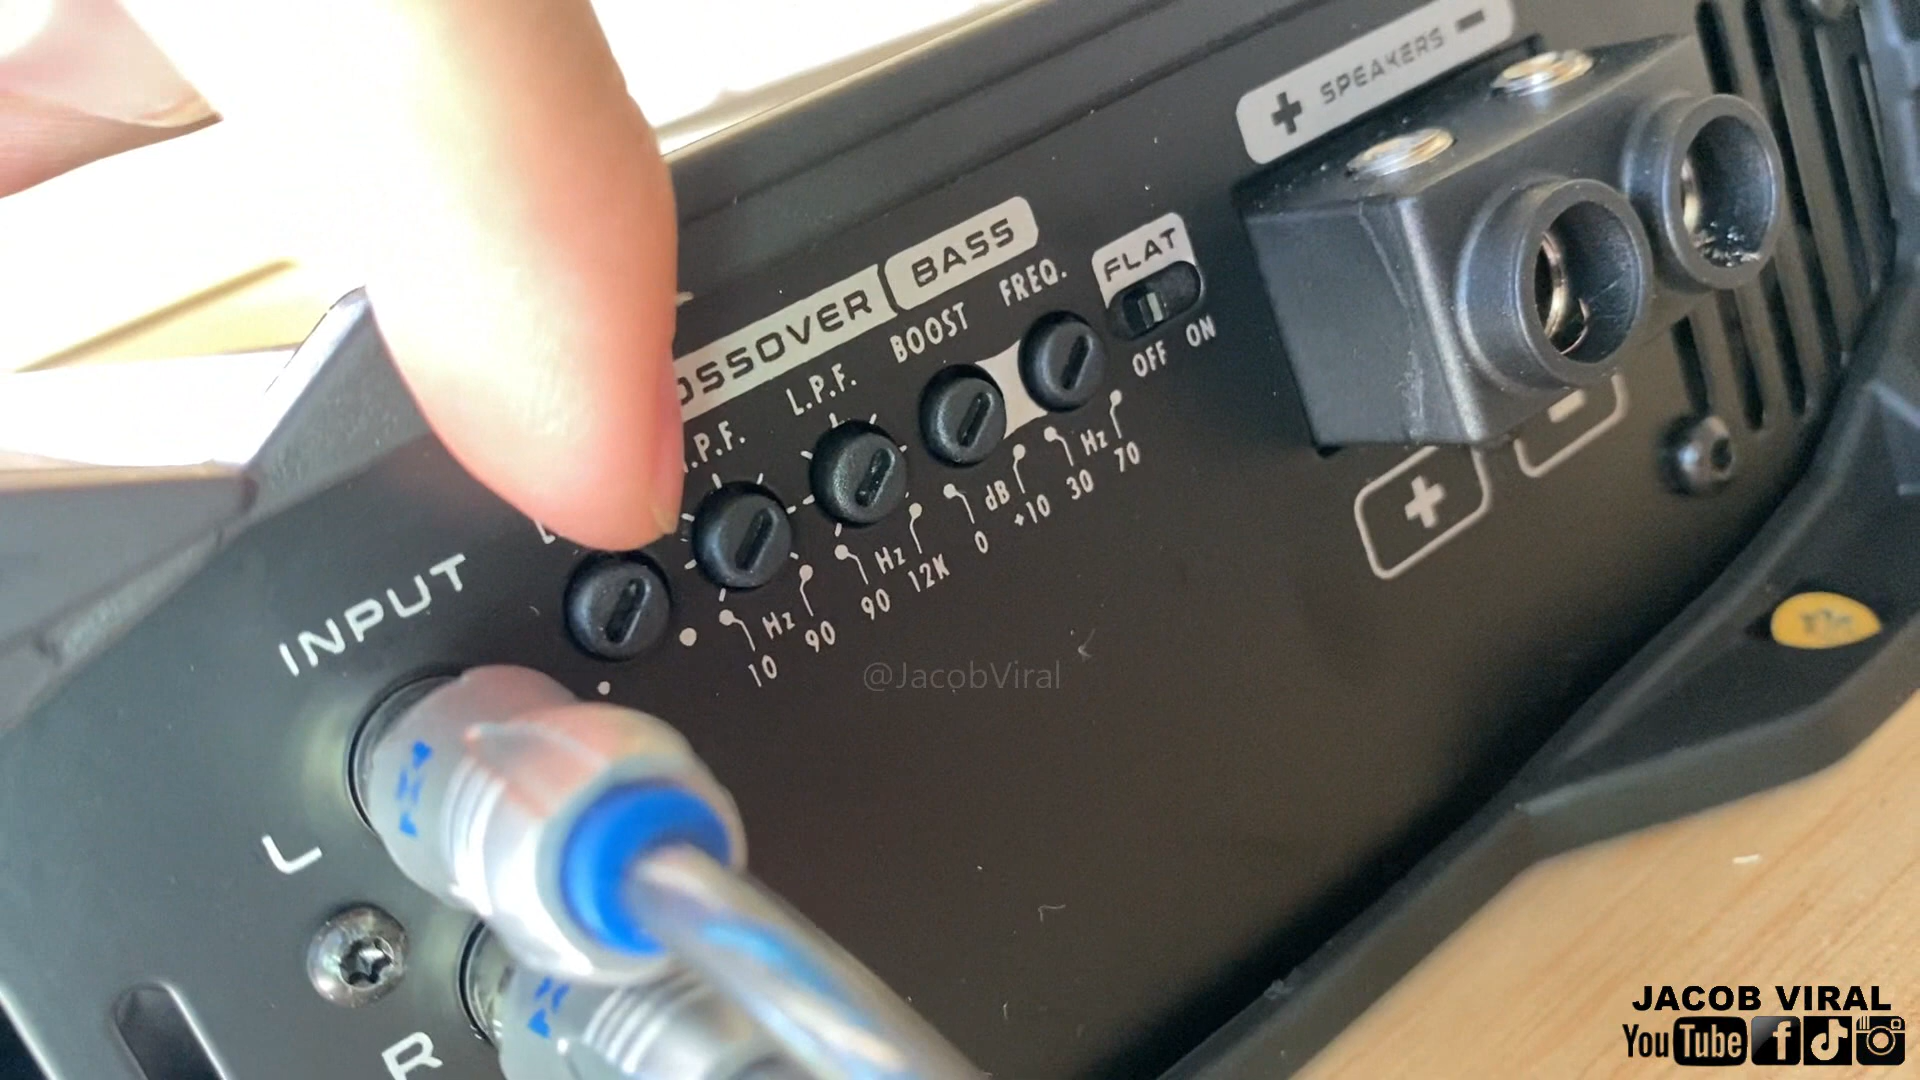 + SPEAKERS -
BASS
FLAT
BOOST
FREQ.
L.P.F.
OFF
ON
INPUT
Hz
10
90
Hz
90
12K
dB
0
+10
Hz
30
70
+
-
L
R
@JacobViral
JACOB VIRAL
YouTube